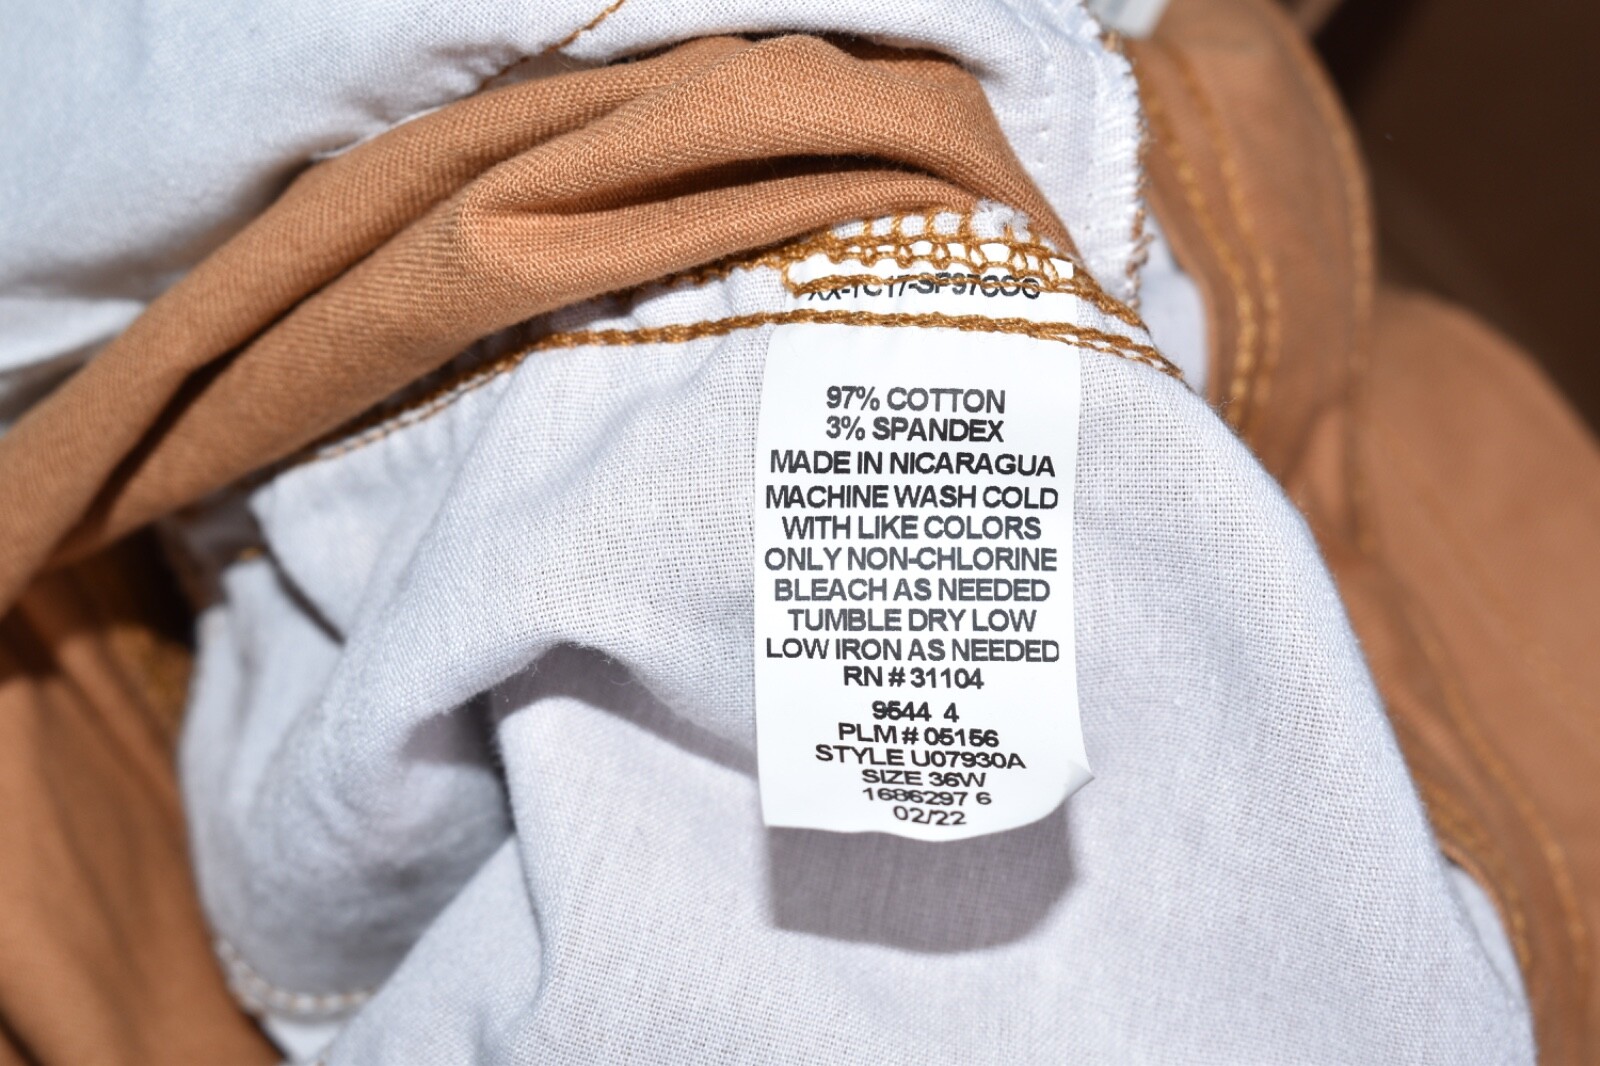 97% COTTON
3% SPANDEX
MADE IN NICARAGUA
MACHINE WASH COLD
WITH LIKE COLORS
ONLY NON-CHLORINE
BLEACH AS NEEDED
TUMBLE DRY LOW
LOW IRON AS NEEDED
RN # 31104
9544 4
PLM # 05156
STYLE U07930A
SIZE 36W
1686297 6
02/22